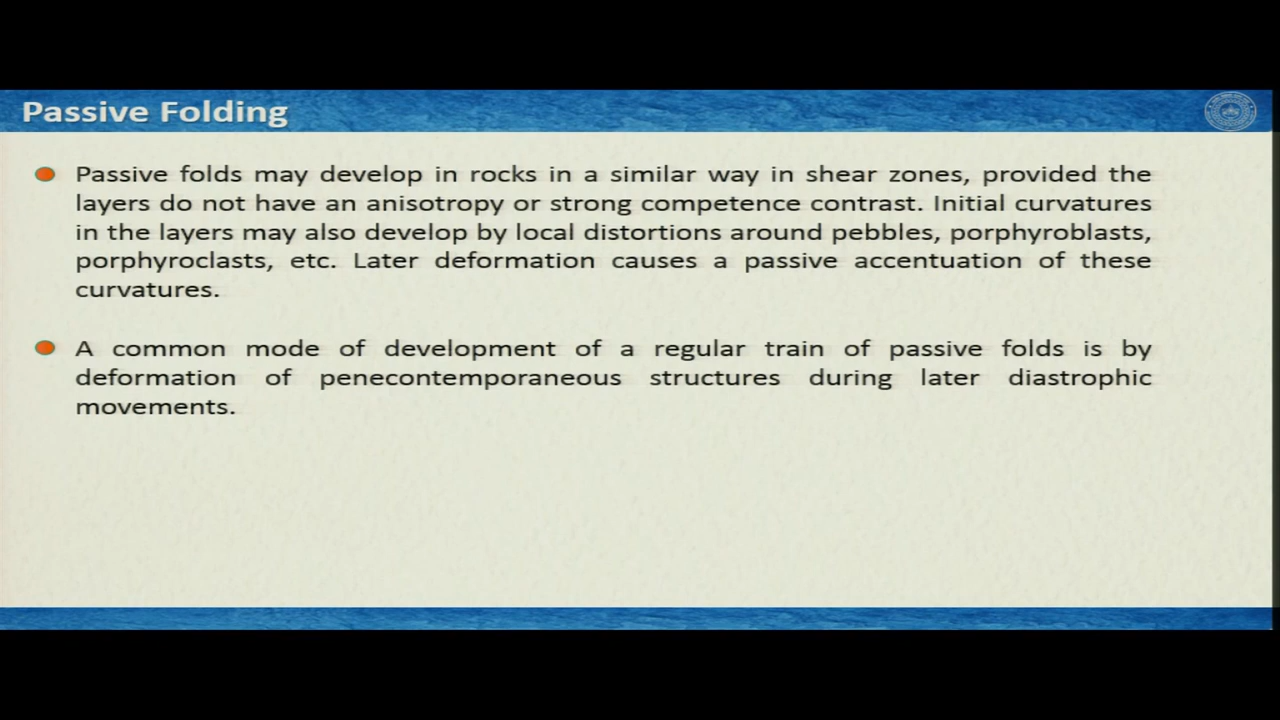 Passive Folding
Passive folds may develop in rocks in a similar way in shear zones, provided the
layers do not have an anisotropy or strong competence contrast. Initial curvatures
in the layers may also develop by local distortions around pebbles, porphyroblasts,
porphyroclasts, etc. Later deformation causes a passive accentuation of these
curvatures.
A common mode of development of a regular train of passive folds is by
deformation of penecontemporaneous structures during later diastrophic
movements.